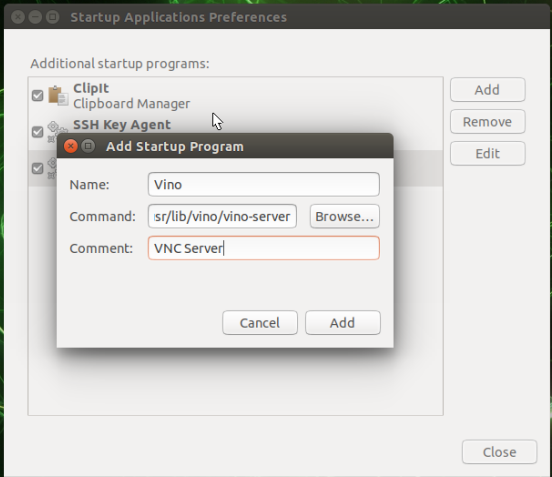 Startup Applications Preferences
Additional startup programs:
ClipIt
Clipboard Manager
SSH Key Agent
Add
Remove
Edit
Add Startup Program
Name: Vino
Command: usr/lib/vino/vino-server Browse...
Comment: VNC Server
Cancel Add
Close